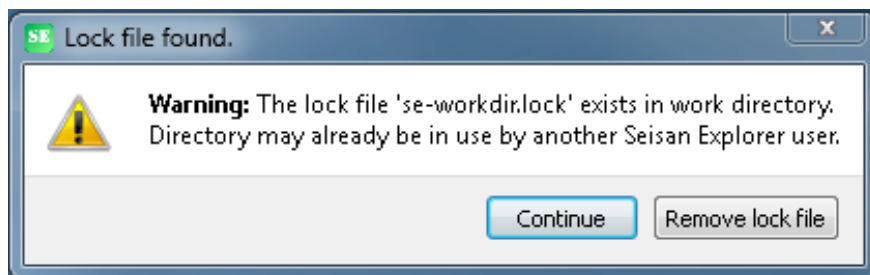 SE Lock file found.
Warning: The lock file 'se-workdir.lock' exists in work directory.
Directory may already be in use by another Seisan Explorer user.
Continue Remove lock file